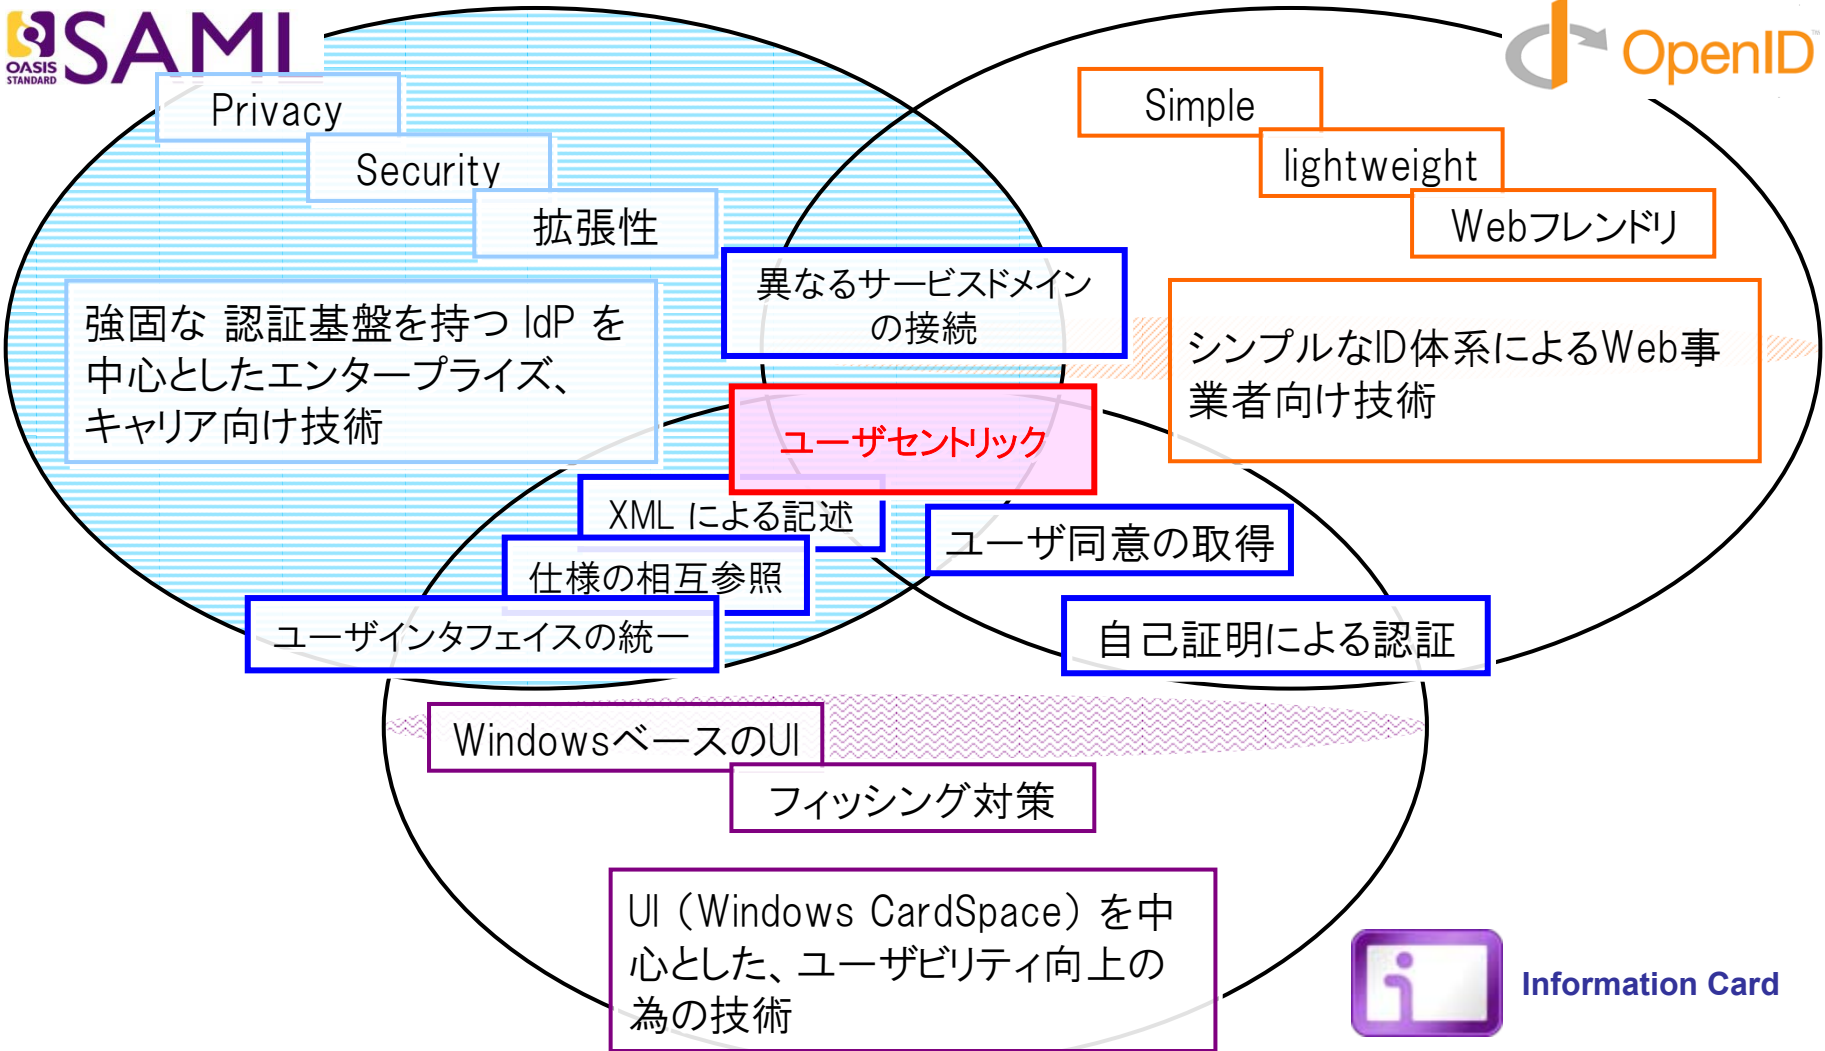 OASIS
STANDARD
SAML
OpenID
Privacy
Security
拡張性
Simple
lightweight
Webフレンドリ
異なるサービスドメイン
の接続
強固な 認証基盤を持つ IdP を
中心としたエンタープライズ、
キャリア向け技術
シンプルなID体系によるWeb事
業者向け技術
ユーザセントリック
XML による記述
仕様の相互参照
ユーザインタフェイスの統一
ユーザ同意の取得
自己証明による認証
WindowsベースのUI
フィッシング対策
UI（Windows CardSpace）を中
心とした、ユーザビリティ向上の
為の技術
Information Card